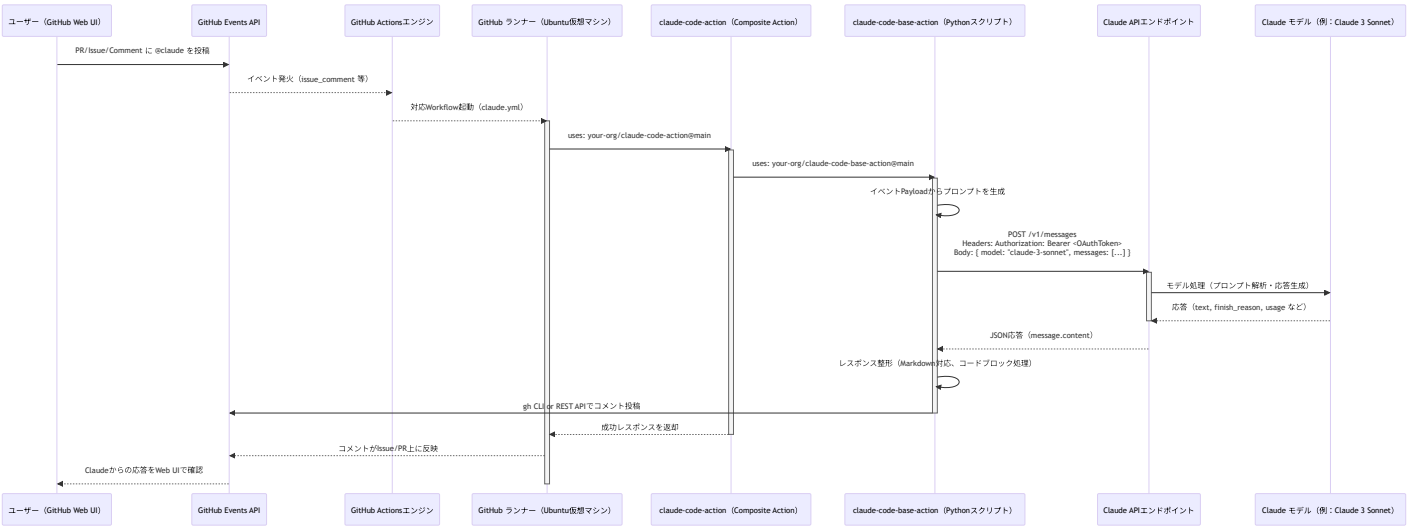 ユーザー（GitHub Web UI）
GitHub Events API
GitHub Actionsエンジン
GitHub ランナー（Ubuntu仮想マシン）
claude-code-action（Composite Action）
claude-code-base-action（Pythonスクリプト）
Claude APIエンドポイント
Claude モデル（例：Claude 3 Sonnet）
PR/Issue/Comment に @claude を投稿
イベント発火（issue_comment 等）
対応Workflow起動（claude.yml）
uses: your-org/claude-code-action@main
uses: your-org/claude-code-base-action@main
イベントPayloadからプロンプトを生成
POST /v1/messages
Headers: Authorization: Bearer <OAuthToken>
Body: { model: "claude-3-sonnet", messages: [...] }
モデル処理（プロンプト解析・応答生成）
応答（text, finish_reason, usage など）
JSON応答（message.content）
レスポンス整形（Markdown対応、コードブロック処理）
gh CLI or REST APIでコメント投稿
成功レスポンスを返却
コメントがIssue/PR上に反映
Claudeからの応答をWeb UIで確認
ユーザー（GitHub Web UI）
GitHub Events API
GitHub Actionsエンジン
GitHub ランナー（Ubuntu仮想マシン）
claude-code-action（Composite Action）
claude-code-base-action（Pythonスクリプト）
Claude APIエンドポイント
Claude モデル（例：Claude 3 Sonnet）